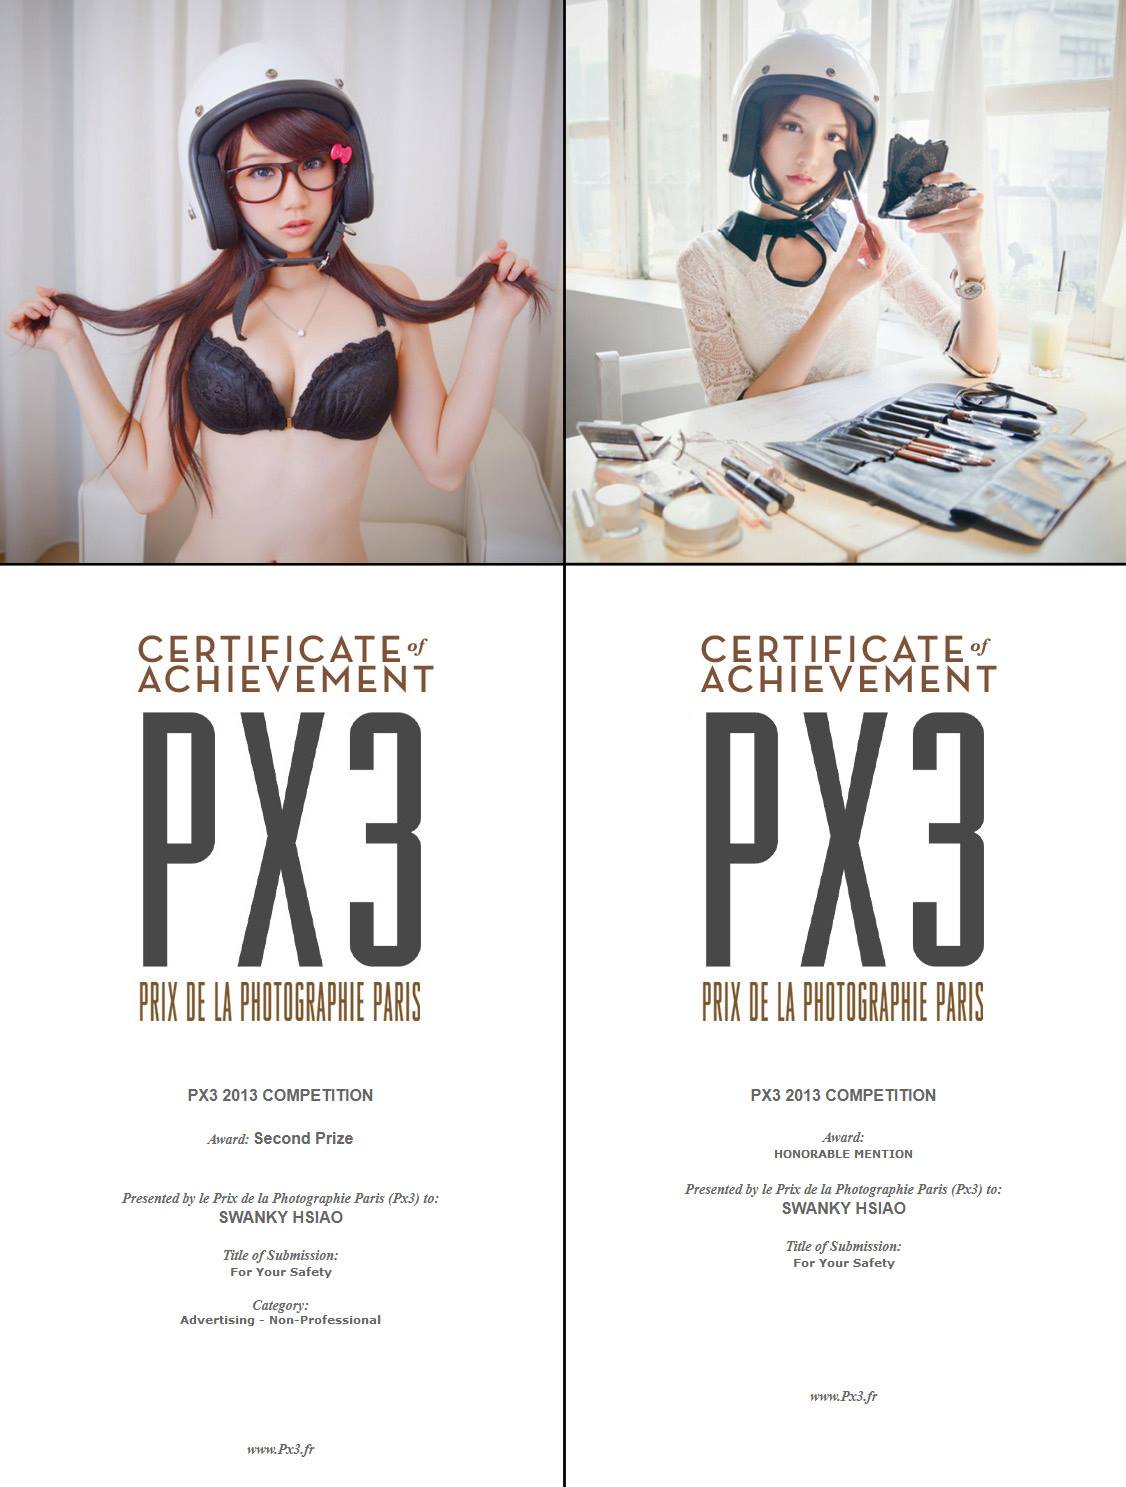 CERTIFICATE of
ACHIEVEMENT
PX3
PRIX DE LA PHOTOGRAPHIE PARIS
PX3 2013 COMPETITION
Award: Second Prize
Presented by le Prix de la Photographie Paris (Px3) to:
SWANKY HSIAO
Title of Submission:
For Your Safety
Category:
Advertising - Non-Professional
www.Px3.fr
CERTIFICATE of
ACHIEVEMENT
PX3
PRIX DE LA PHOTOGRAPHIE PARIS
PX3 2013 COMPETITION
Award:
HONORABLE MENTION
Presented by le Prix de la Photographie Paris (Px3) to:
SWANKY HSIAO
Title of Submission:
For Your Safety
www.Px3.fr